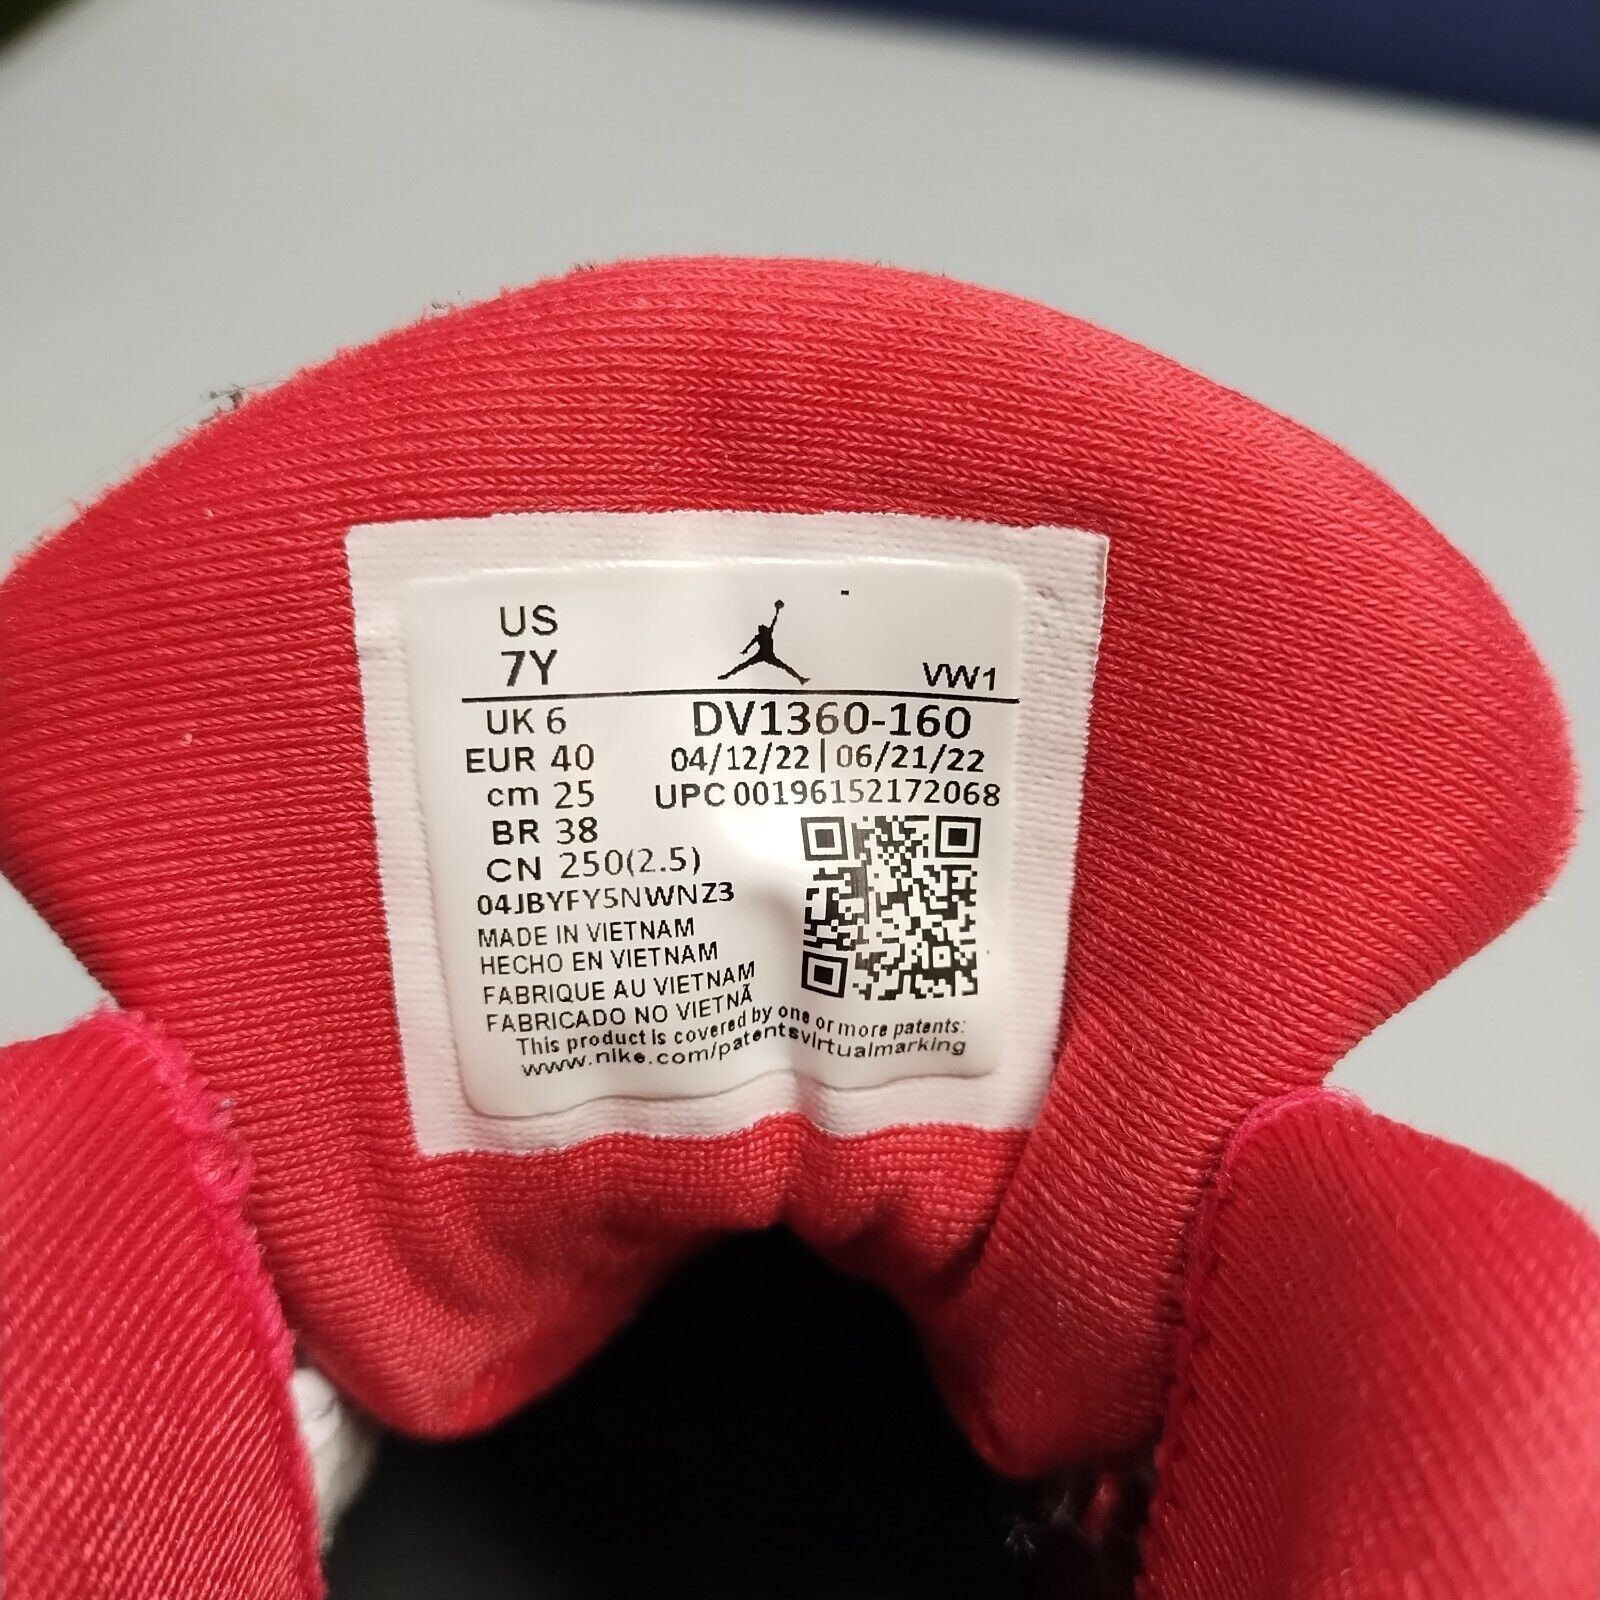 US
7Y
VW1
UK 6
EUR 40
cm 25
BR 38
CN 250(2.5)
DV1360-160
04/12/22 | 06/21/22
UPC 00196152172068
04JBYFY5NWNZ3
MADE IN VIETNAM
HECHO EN VIETNAM
FABRIQUE AU VIETNAM
FABRICADO NO VIETNÃ
This product is covered by one or more patents:
www.nike.com/patentsvirtualmarking